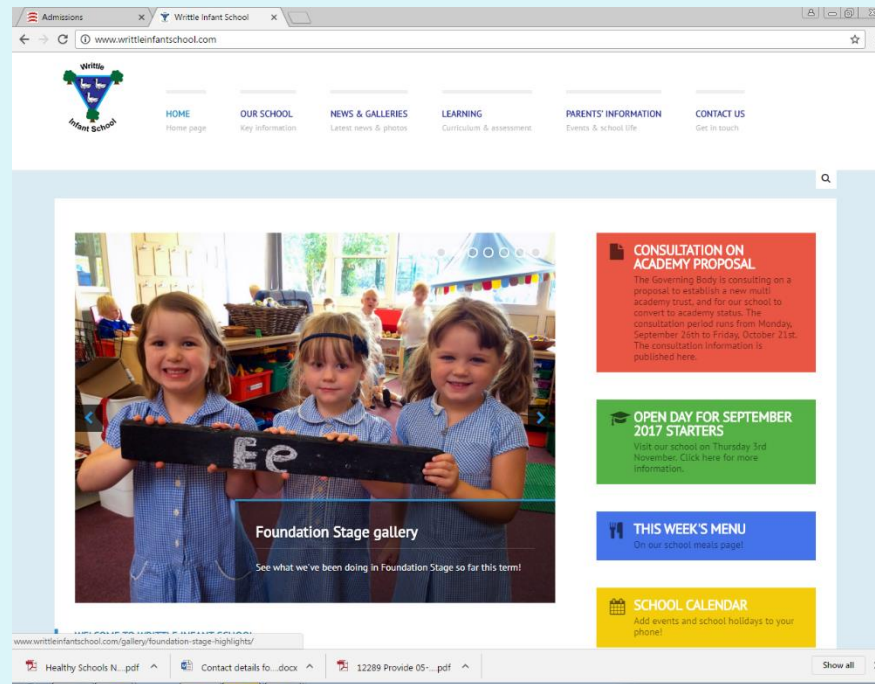 Admissions
Writtle Infant School
www.writtleinfantschool.com
Writtle
Infant School
HOME
Home page
OUR SCHOOL
Key information
NEWS & GALLERIES
Latest news & photos
LEARNING
Curriculum & assessment
PARENTS' INFORMATION
Events & school life
CONTACT US
Get in touch
Ee
Foundation Stage gallery
See what we've been doing in Foundation Stage so far this term!
CONSULTATION ON
ACADEMY PROPOSAL
The Governing Body is consulting on a
proposal to establish a new multi
academy trust, and for our school to
convert to academy status. The
consultation period runs from Monday,
September 26th to Friday, October 21st.
The consultation information is
published here.
OPEN DAY FOR SEPTEMBER
2017 STARTERS
Visit our school on Thursday 3rd
November. Click here for more
information.
THIS WEEK'S MENU
On our school meals page!
SCHOOL CALENDAR
Add events and school holidays to your
phone!
WELCOME TO WRITTLE INFANT SCHOOL
www.writtleinfantschool.com/gallery/foundation-stage-highlights/
Healthy Schools N....pdf
Contact details fo....docx
12289 Provide 05-....pdf
Show all